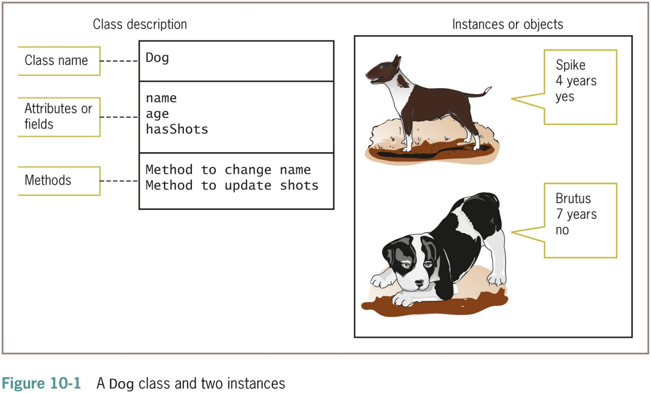 Class description
Instances or objects
Class name
Dog
Attributes or
fields
name
age
hasShots
Methods
Method to change name
Method to update shots
Spike
4 years
yes
Brutus
7 years
no
Figure 10-1 A Dog class and two instances